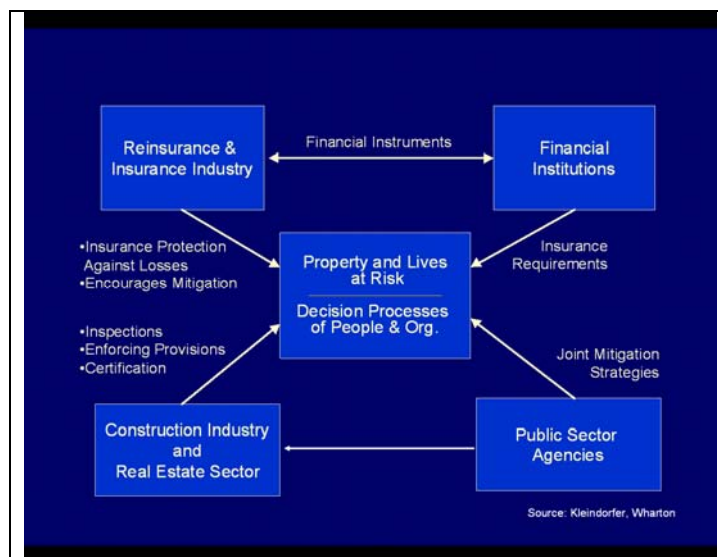 Reinsurance &
Insurance Industry
Financial Instruments
Financial
Institutions
•Insurance Protection
Against Losses
•Encourages Mitigation
Property and Lives
at Risk
Decision Processes
of People & Org.
Insurance
Requirements
•Inspections
•Enforcing Provisions
•Certification
Joint Mitigation
Strategies
Construction Industry
and
Real Estate Sector
Public Sector
Agencies
Source: Kleindorfer, Wharton